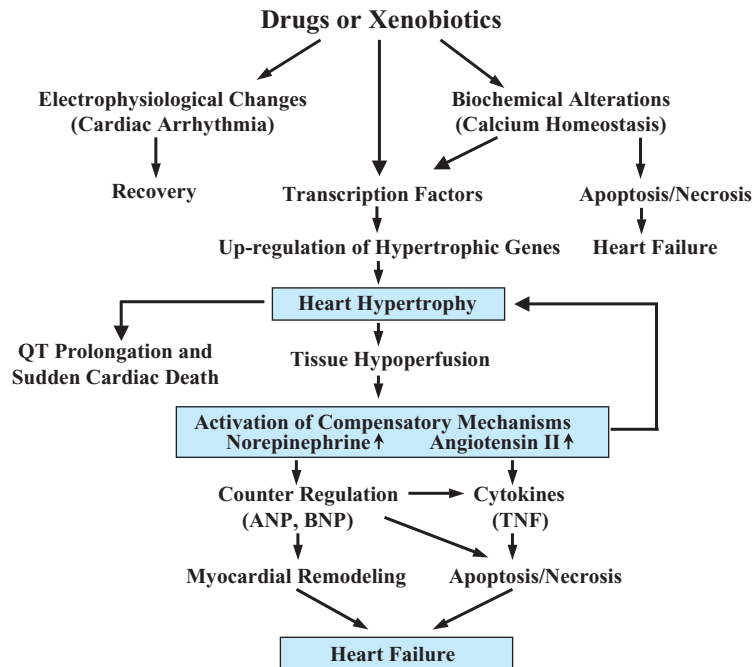 Drugs or Xenobiotics
Electrophysiological Changes
(Cardiac Arrhythmia)
Biochemical Alterations
(Calcium Homeostasis)
Recovery
Transcription Factors
Apoptosis/Necrosis
Up-regulation of Hypertrophic Genes
Heart Failure
Heart Hypertrophy
QT Prolongation and
Sudden Cardiac Death
Tissue Hypoperfusion
Activation of Compensatory Mechanisms
Norepinephrine↑ Angiotensin II↑
Counter Regulation
(ANP, BNP)
Cytokines
(TNF)
Myocardial Remodeling
Apoptosis/Necrosis
Heart Failure